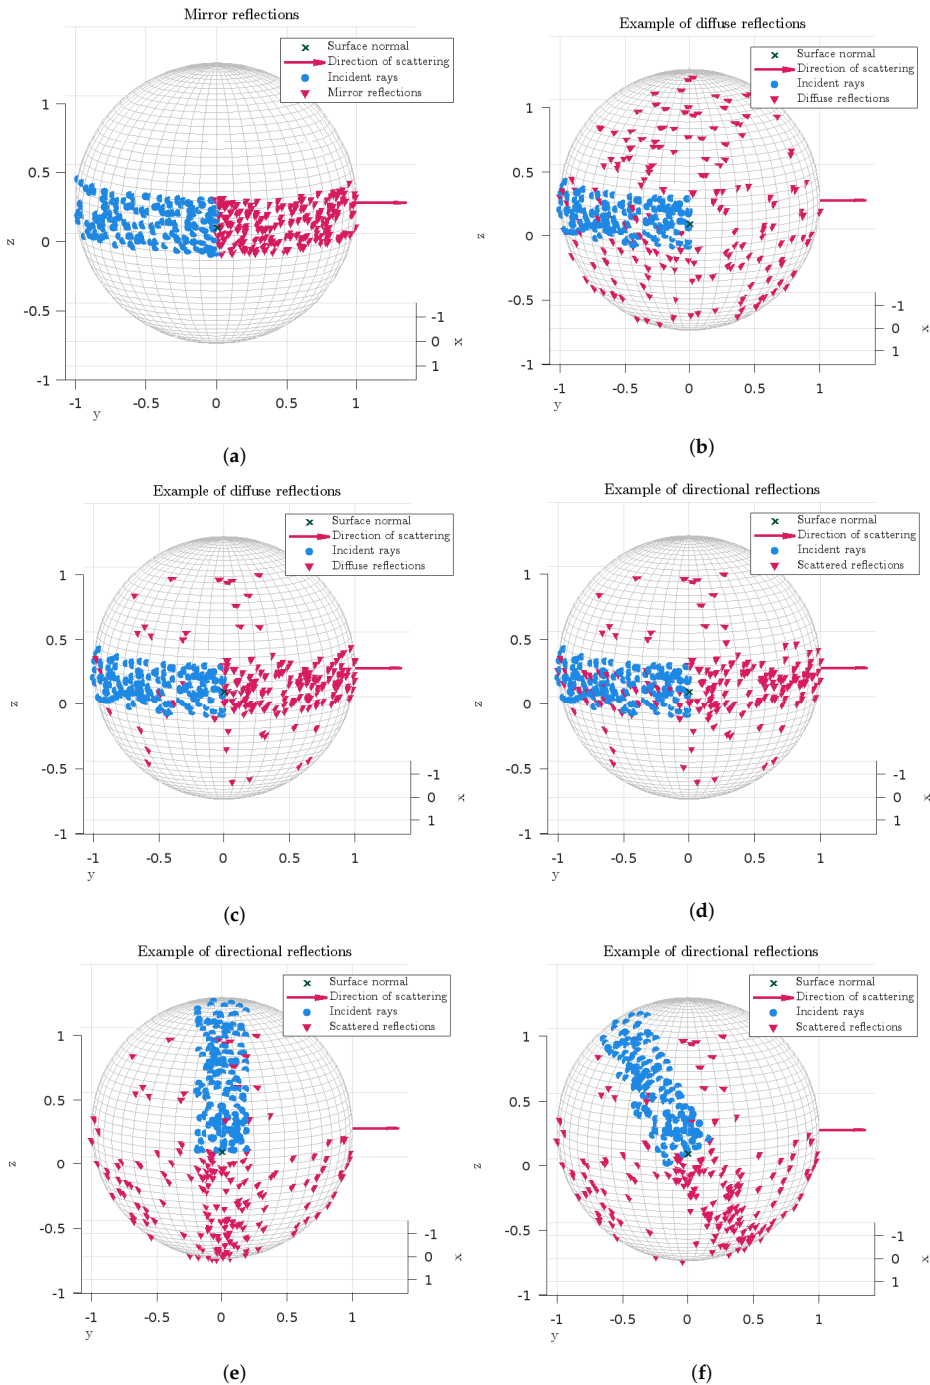 Mirror reflections
Surface normal
Direction of scattering
Incident rays
Mirror reflections
1
0.5
0
-0.5
-1
z
-1
-0.5
0
0.5
1
y
-1
0
1
x
(a)
Example of diffuse reflections
Surface normal
Direction of scattering
Incident rays
Diffuse reflections
1
0.5
0
-0.5
-1
z
-1
-0.5
0
0.5
1
y
-1
0
1
x
(b)
Example of diffuse reflections
Surface normal
Direction of scattering
Incident rays
Diffuse reflections
1
0.5
0
-0.5
-1
z
-1
-0.5
0
0.5
1
y
-1
0
1
x
(c)
Example of directional reflections
Surface normal
Direction of scattering
Incident rays
Scattered reflections
1
0.5
0
-0.5
-1
z
-1
-0.5
0
0.5
1
y
-1
0
1
x
(d)
Example of directional reflections
Surface normal
Direction of scattering
Incident rays
Scattered reflections
1
0.5
0
-0.5
-1
z
-1
-0.5
0
0.5
1
y
-1
0
1
x
(e)
Example of directional reflections
Surface normal
Direction of scattering
Incident rays
Scattered reflections
1
0.5
0
-0.5
-1
z
-1
-0.5
0
0.5
1
y
-1
0
1
x
(f)